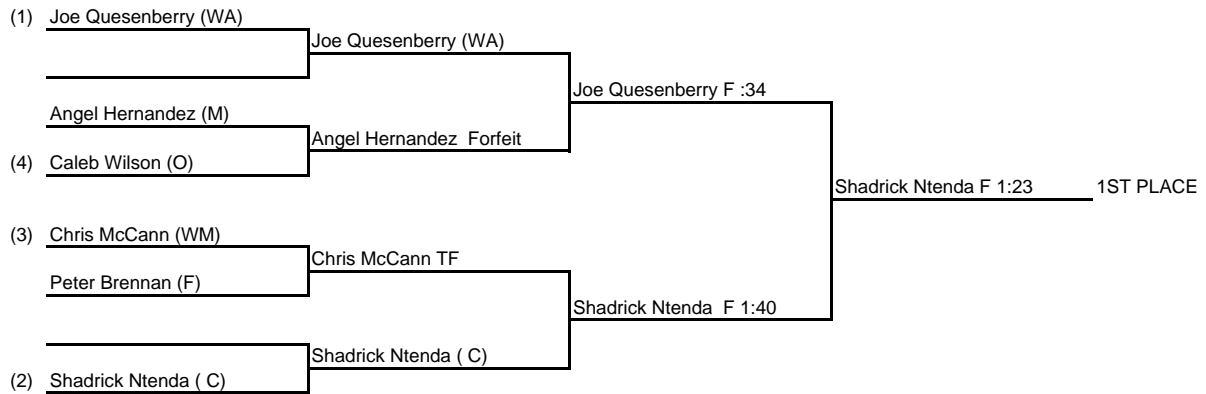 (1) Joe Quesenberry (WA)
Joe Quesenberry (WA)
Joe Quesenberry F :34
Angel Hernandez (M)
Angel Hernandez  Forfeit
(4) Caleb Wilson (O)
Shadrick Ntenda F 1:23
1ST PLACE
(3) Chris McCann (WM)
Chris McCann TF
Peter Brennan (F)
Shadrick Ntenda  F 1:40
Shadrick Ntenda ( C)
(2) Shadrick Ntenda ( C)